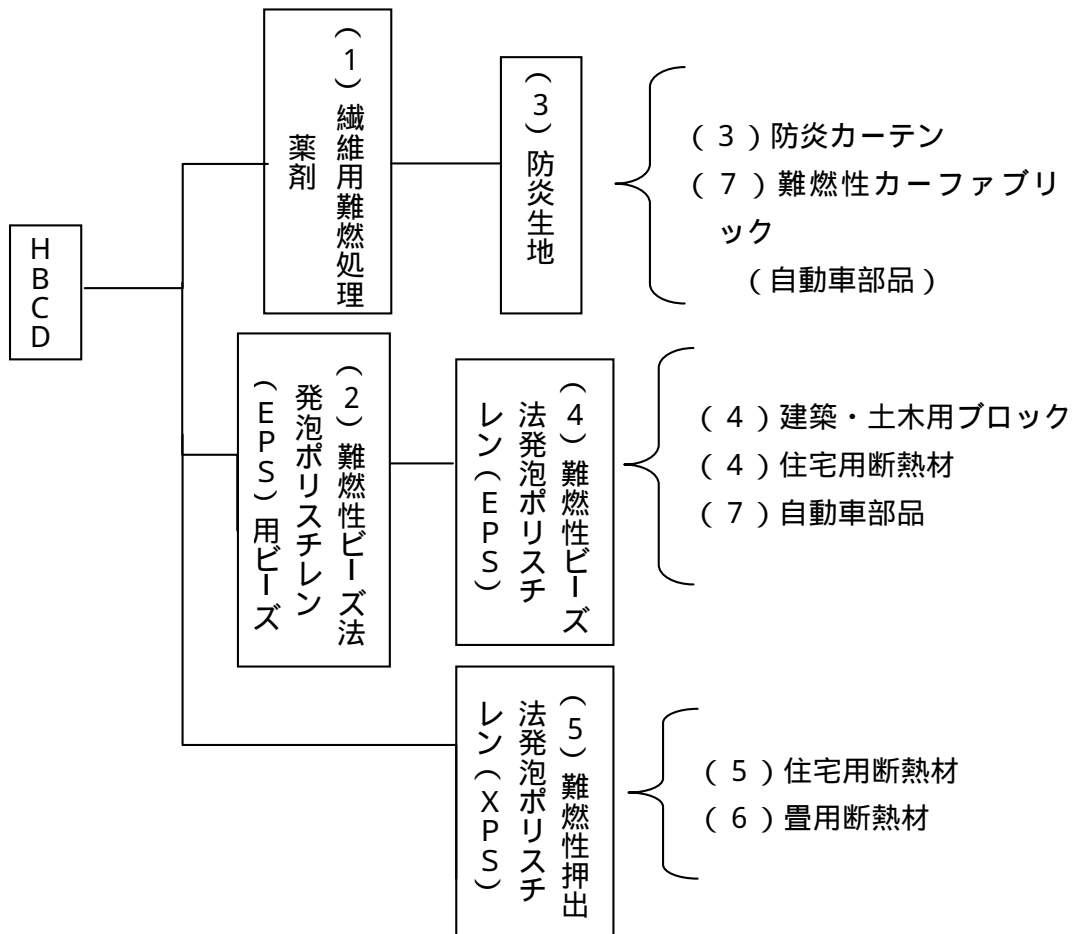 HBCD
(1)繊維用難燃処理
薬剤
(3)防炎生地
(3)防炎カーテン
(7)難燃性カーファブリ
ック
(自動車部品)
(2)難燃性ビーズ法
発泡ポリスチレン
(EPS)用ビーズ
(4)難燃性ビーズ
法発泡ポリスチ
レン(EPS)
(4)建築・土木用ブロック
(4)住宅用断熱材
(7)自動車部品
(5)難燃性押出
法発泡ポリスチ
レン(XPS)
(5)住宅用断熱材
(6)畳用断熱材